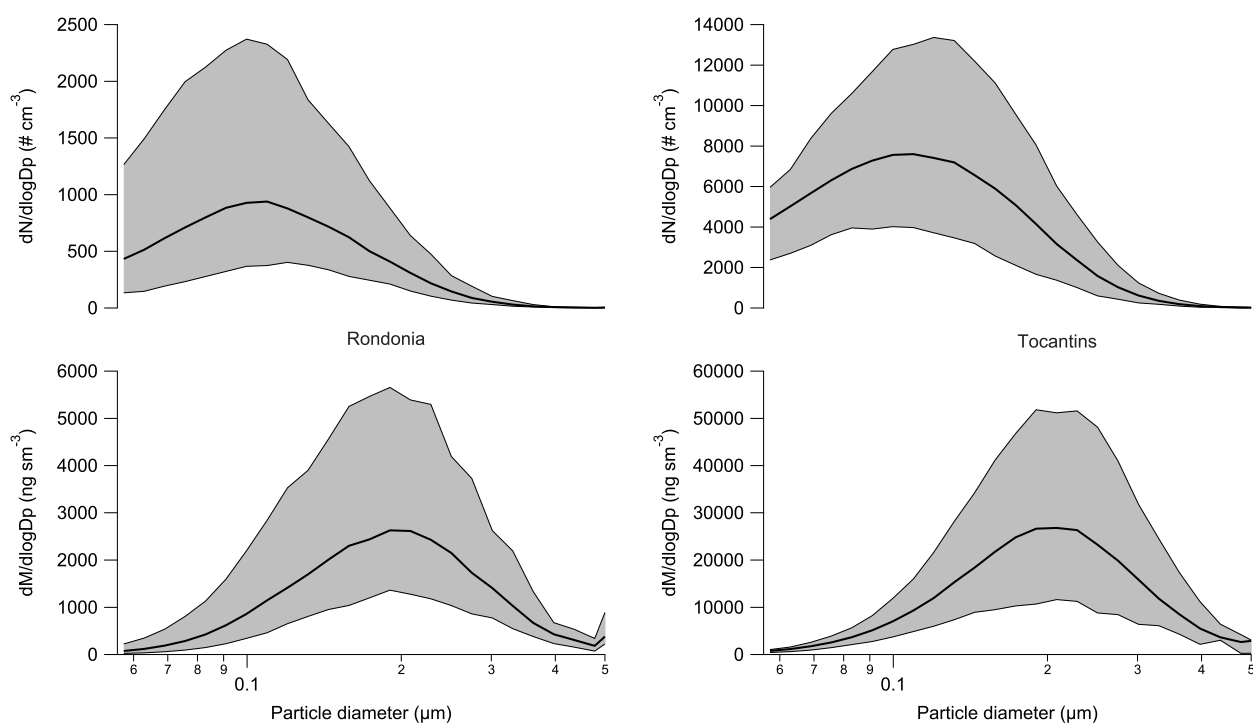 2500
2000
1500
1000
500
0
dN/dlogDp (# cm-3)
14000
12000
10000
8000
6000
4000
2000
0
dN/dlogDp (# cm-3)
Rondonia
Tocantins
6000
5000
4000
3000
2000
1000
0
dM/dlogDp (ng sm-3)
6 7 8 9 0.1 2 3 4 5
Particle diameter (µm)
60000
50000
40000
30000
20000
10000
0
dM/dlogDp (ng sm-3)
6 7 8 9 0.1 2 3 4 5
Particle diameter (µm)